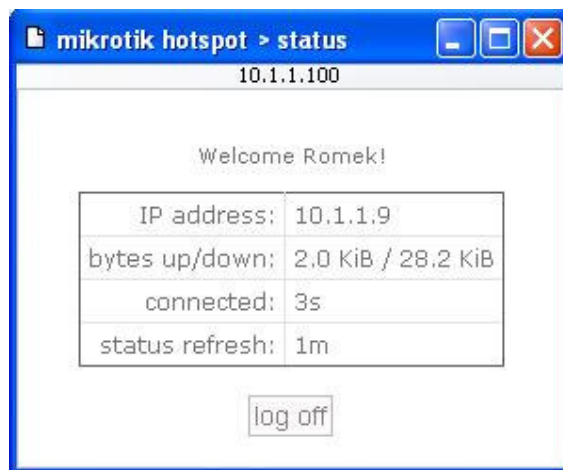 mikrotik hotspot > status
10.1.1.100
Welcome Romek!
IP address: 10.1.1.9
bytes up/down: 2.0 KiB / 28.2 KiB
connected: 3s
status refresh: 1m
log off